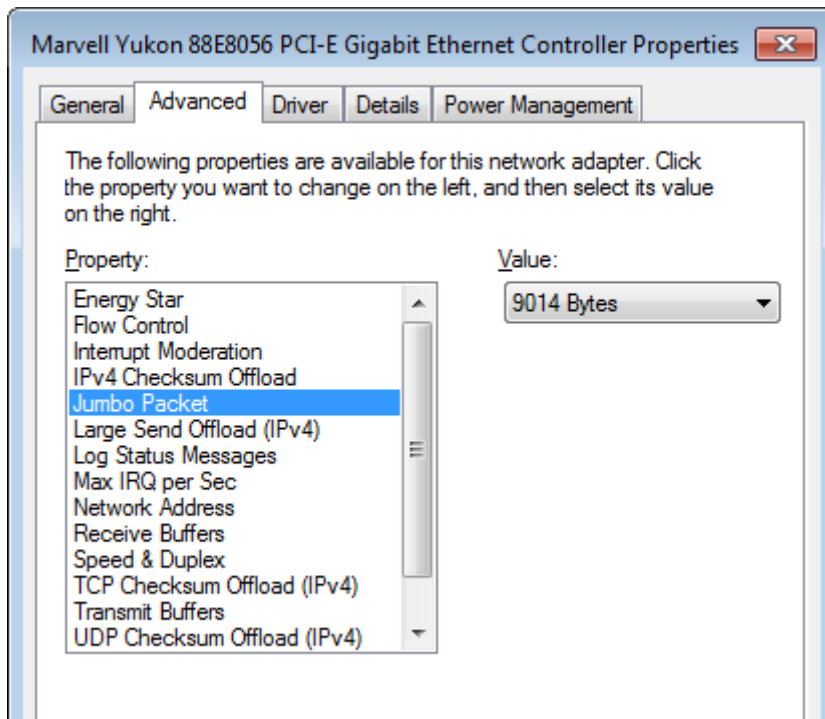 Marvell Yukon 88E8056 PCI-E Gigabit Ethernet Controller Properties
General Advanced Driver Details Power Management
The following properties are available for this network adapter. Click
the property you want to change on the left, and then select its value
on the right.
Property:
Value:
Energy Star
Flow Control
Interrupt Moderation
IPv4 Checksum Offload
Jumbo Packet
Large Send Offload (IPv4)
Log Status Messages
Max IRQ per Sec
Network Address
Receive Buffers
Speed & Duplex
TCP Checksum Offload (IPv4)
Transmit Buffers
UDP Checksum Offload (IPv4)
9014 Bytes